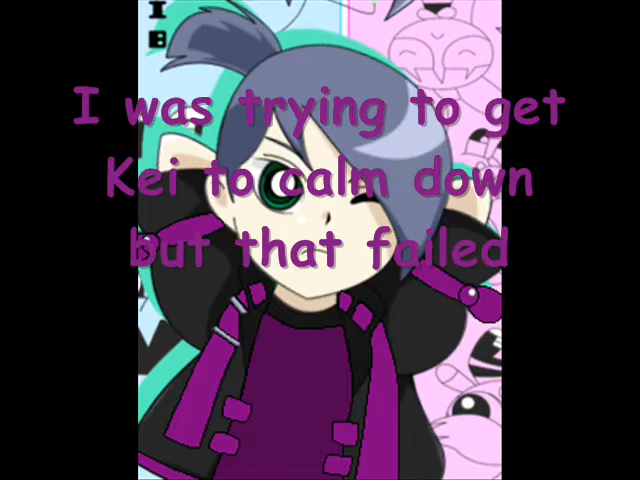 I
B
I was trying to get
Kei to calm down
but that failed